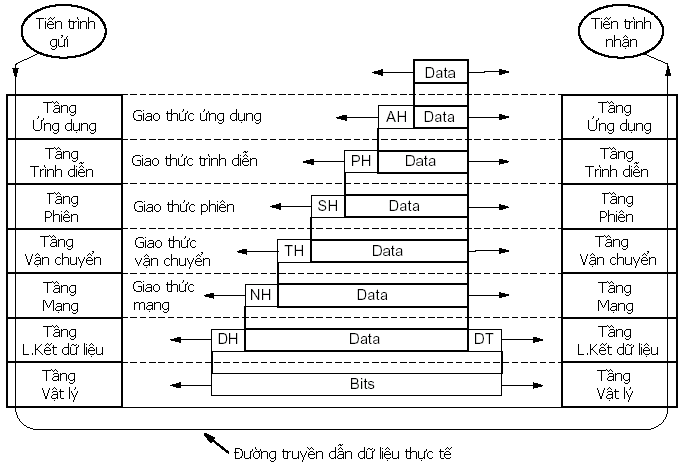 Tiến trình
gửi
Tiến trình
nhận
Data
Tầng
Ứng dụng
Giao thức ứng dụng
AH
Data
Tầng
Ứng dụng
Tầng
Trình diễn
Giao thức trình diễn
PH
Data
Tầng
Trình diễn
Tầng
Phiên
Giao thức phiên
SH
Data
Tầng
Phiên
Tầng
Vận chuyển
Giao thức
vận chuyển
TH
Data
Tầng
Vận chuyển
Tầng
Mạng
Giao thức
mạng
NH
Data
Tầng
Mạng
Tầng
L.Kết dữ liệu
DH
Data
DT
Tầng
L.Kết dữ liệu
Tầng
Vật lý
Bits
Tầng
Vật lý
Đường truyền dẫn dữ liệu thực tế